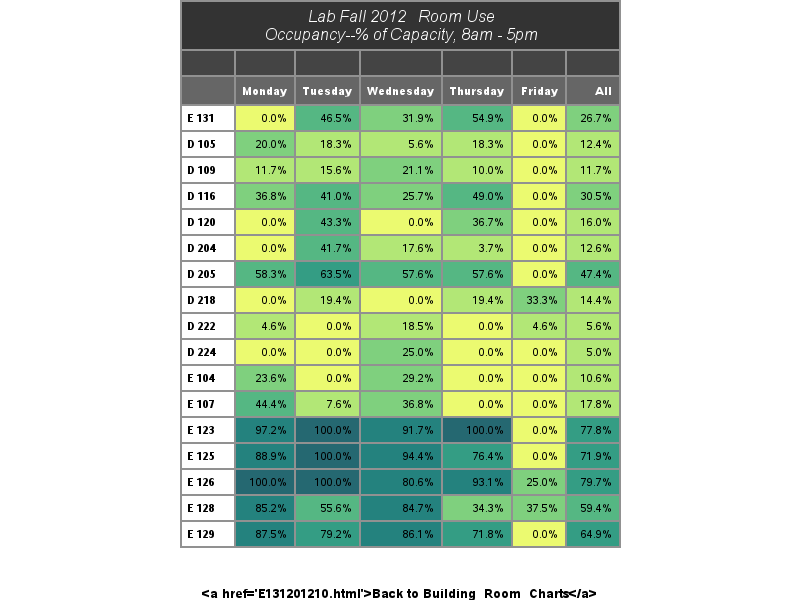 Lab Fall 2012 Room Use
Occupancy--% of Capacity, 8am - 5pm
Monday Tuesday Wednesday Thursday Friday All
E 131 0.0% 46.5% 31.9% 54.9% 0.0% 26.7%
D 105 20.0% 18.3% 5.6% 18.3% 0.0% 12.4%
D 109 11.7% 15.6% 21.1% 10.0% 0.0% 11.7%
D 116 36.8% 41.0% 25.7% 49.0% 0.0% 30.5%
D 120 0.0% 43.3% 0.0% 36.7% 0.0% 16.0%
D 204 0.0% 41.7% 17.6% 3.7% 0.0% 12.6%
D 205 58.3% 63.5% 57.6% 57.6% 0.0% 47.4%
D 218 0.0% 19.4% 0.0% 19.4% 33.3% 14.4%
D 222 4.6% 0.0% 18.5% 0.0% 4.6% 5.6%
D 224 0.0% 0.0% 25.0% 0.0% 0.0% 5.0%
E 104 23.6% 0.0% 29.2% 0.0% 0.0% 10.6%
E 107 44.4% 7.6% 36.8% 0.0% 0.0% 17.8%
E 123 97.2% 100.0% 91.7% 100.0% 0.0% 77.8%
E 125 88.9% 100.0% 94.4% 76.4% 0.0% 71.9%
E 126 100.0% 100.0% 80.6% 93.1% 25.0% 79.7%
E 128 85.2% 55.6% 84.7% 34.3% 37.5% 59.4%
E 129 87.5% 79.2% 86.1% 71.8% 0.0% 64.9%
<a href='E131201210.html'>Back to Building Room Charts</a>